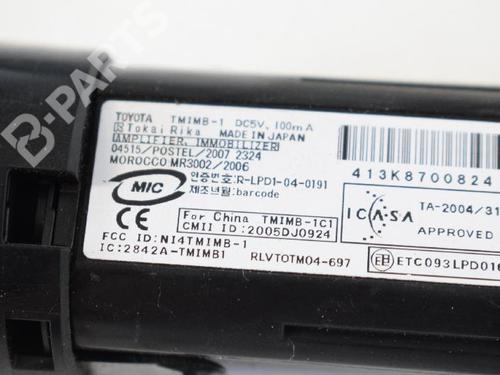 TOYOTA TMIMB-1 DC5V, 100mA
Tokai Rika MADE IN JAPAN
AMPLIFIER, IMMOBILIZER
04515/POSTEL/2007 2324
MOROCCO MR3002/2006
MIC
인증번호:R-LPD1-04-0191
제조년월:barcode
CE
For China TMIMB-1C1
CMII ID:2005DJ0924
FCC ID:NI4TMIMB-1
IC:2842A-TMIMB1
RLVTOTM04-697
413K8700824
ICASA
TA-2004/31
APPROVED
ETC093LPD016
B-PARTS